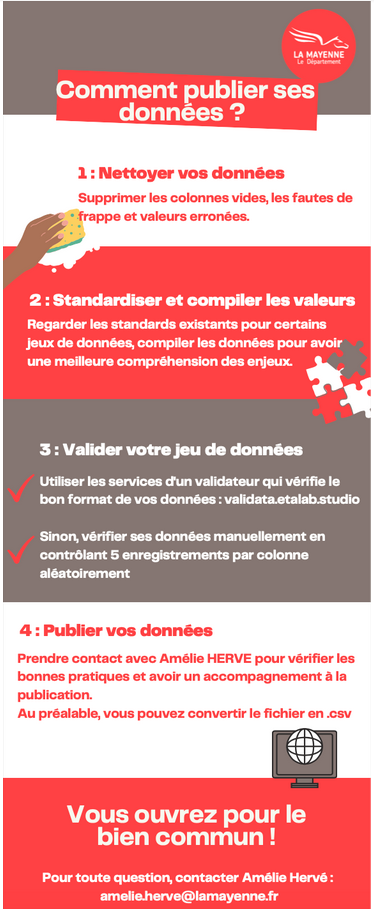 LA MAYENNE
Le Département
Comment publier ses
données ?
1 : Nettoyer vos données
Supprimer les colonnes vides, les fautes de
frappe et valeurs erronées.
2 : Standardiser et compiler les valeurs
Regarder les standards existants pour certains
jeux de données, compiler les données pour avoir
une meilleure compréhension des enjeux.
3 : Valider votre jeu de données
Utiliser les services d'un validateur qui vérifie le
bon format de vos données : validata.etalab.studio
Sinon, vérifier ses données manuellement en
contrôlant 5 enregistrements par colonne
aléatoirement
4 : Publier vos données
Prendre contact avec Amélie HERVE pour vérifier les
bonnes pratiques et avoir un accompagnement à la
publication.
Au préalable, vous pouvez convertir le fichier en .csv
Vous ouvrez pour le
bien commun !
Pour toute question, contacter Amélie Hervé :
amelie.herve@lamayenne.fr